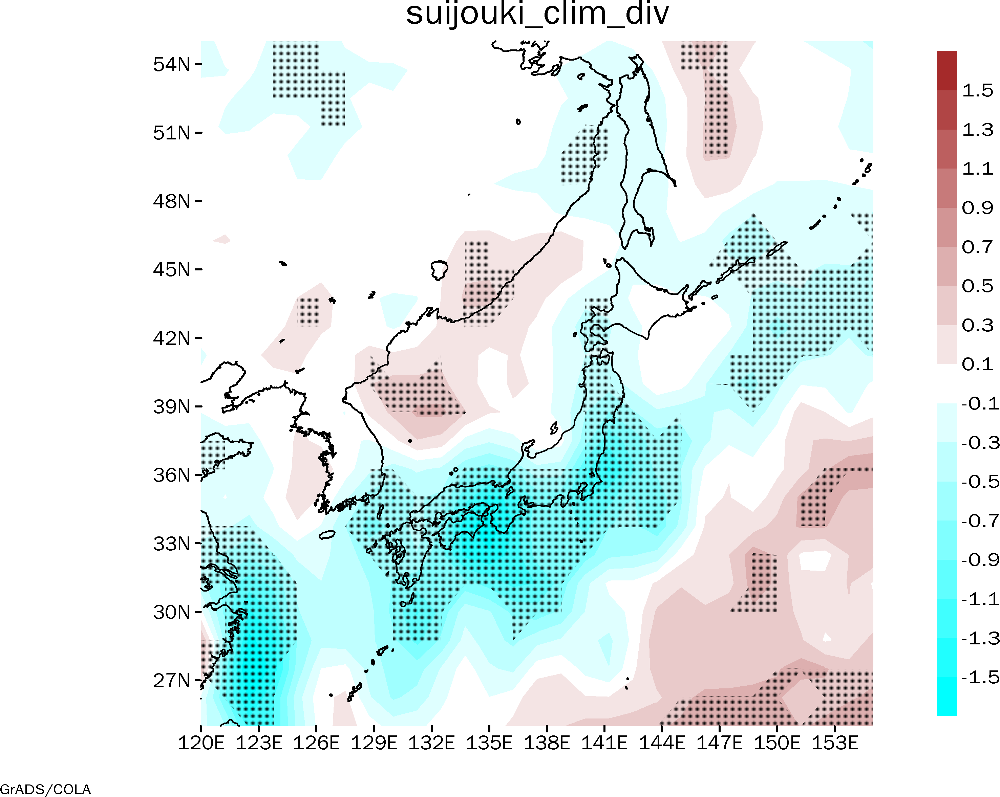 suijouki_clim_div
54N
51N
48N
45N
42N
39N
36N
33N
30N
27N
120E 123E 126E 129E 132E 135E 138E 141E 144E 147E 150E 153E
1.5
1.3
1.1
0.9
0.7
0.5
0.3
0.1
-0.1
-0.3
-0.5
-0.7
-0.9
-1.1
-1.3
-1.5
GrADS/COLA